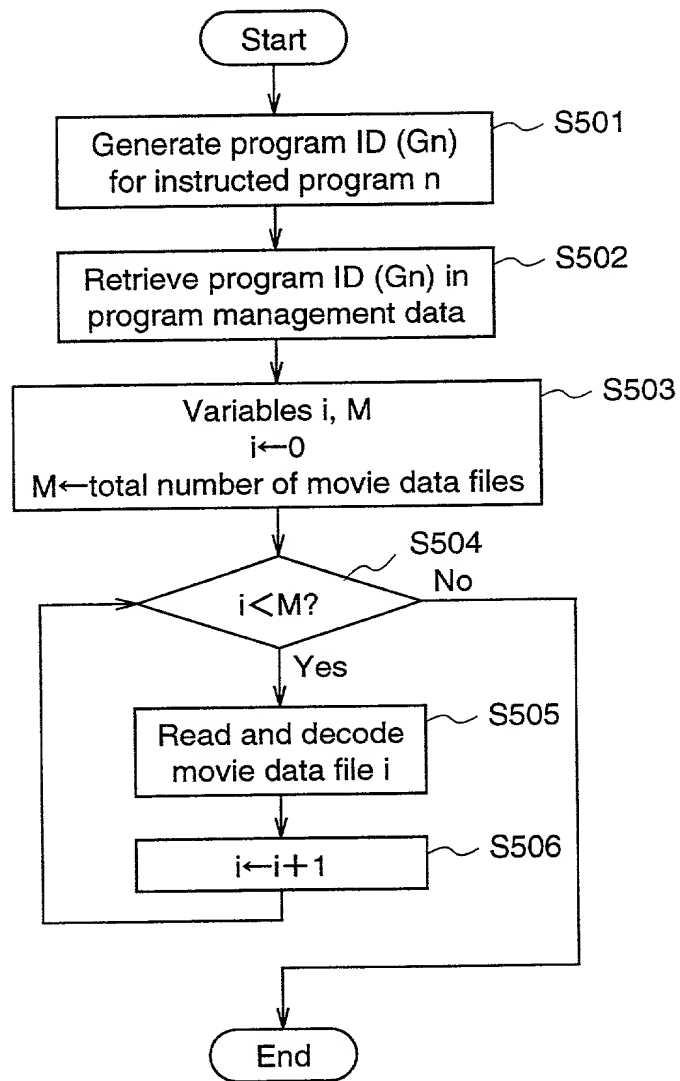 Start
Generate program ID (Gn)
for instructed program n
S501
Retrieve program ID (Gn) in
program management data
S502
Variables i, M
i←0
M←total number of movie data files
S503
S504
i<M?
No
Yes
Read and decode
movie data file i
S505
i←i+1
S506
End